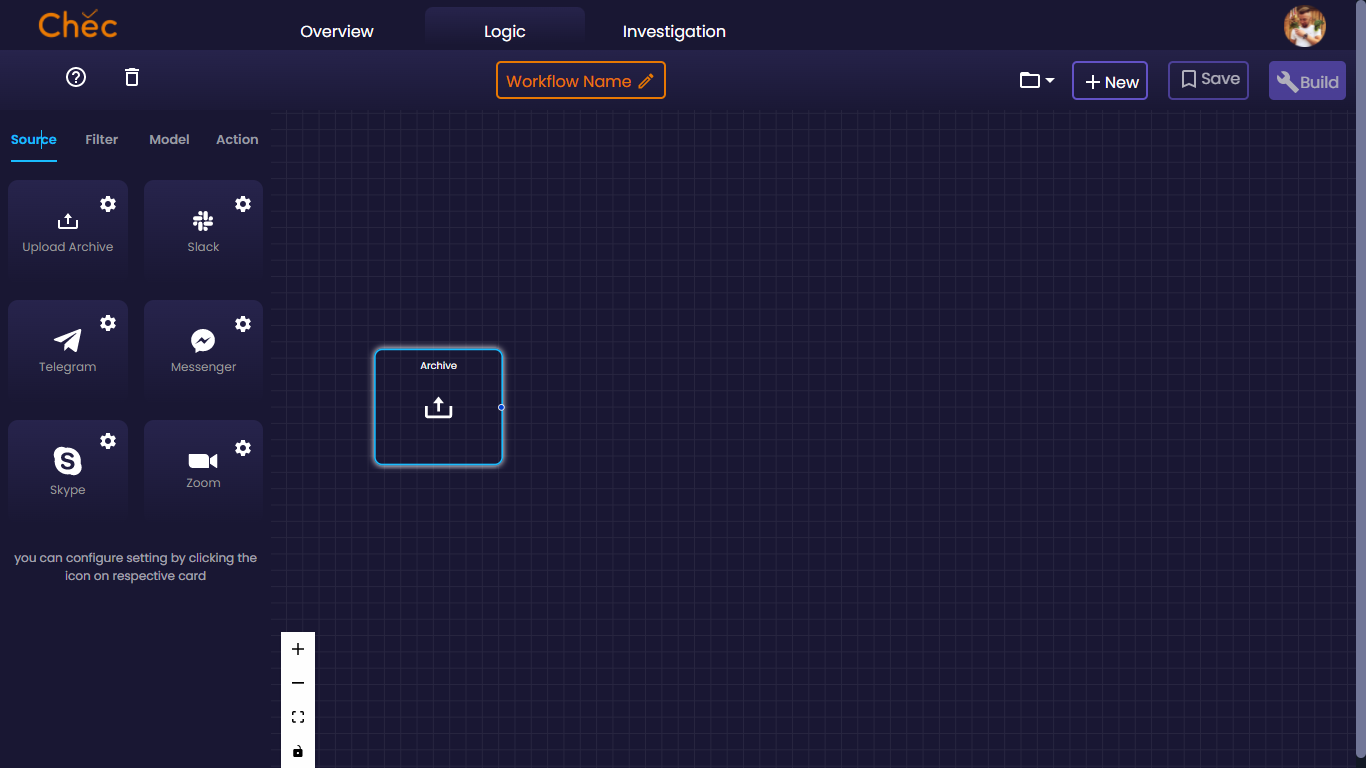 Chec
Overview
Logic
Investigation
Workflow Name
New
Save
Build
Source
Filter
Model
Action
Upload Archive
Slack
Telegram
Messenger
Skype
Zoom
you can configure setting by clicking the
icon on respective card
Archive